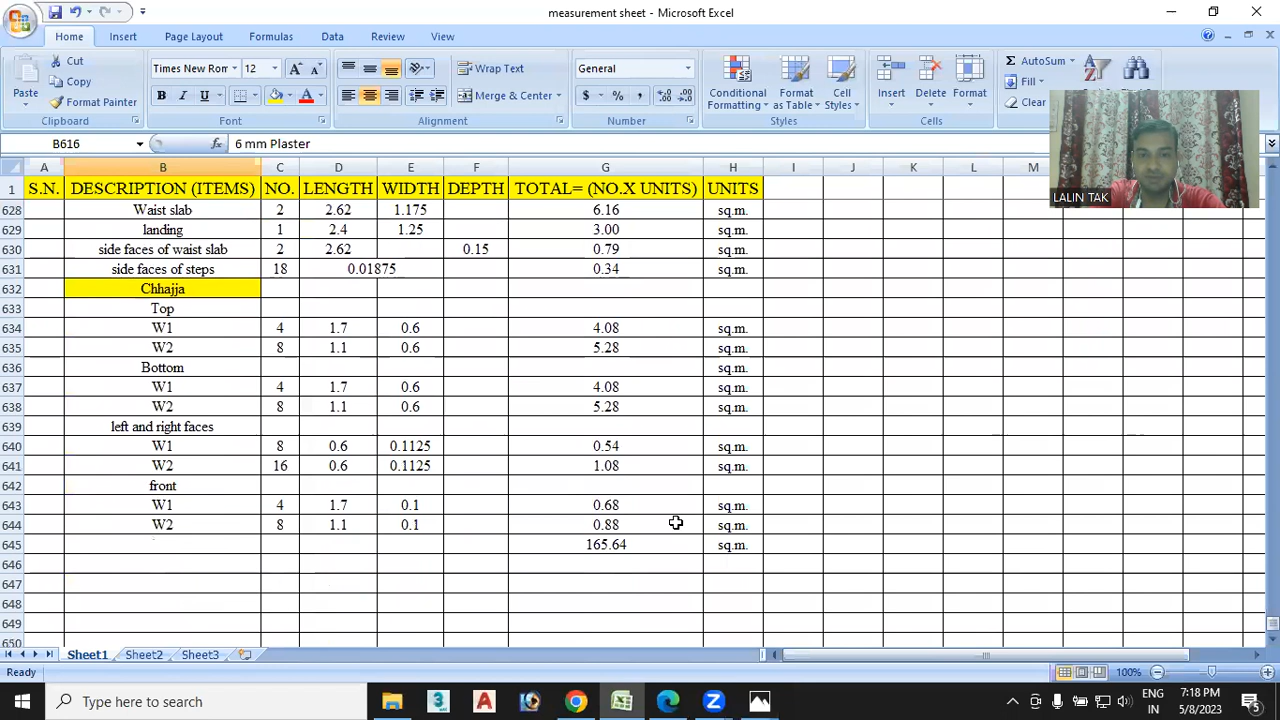 measurement sheet - Microsoft Excel
Home Insert Page Layout Formulas Data Review View
Paste Cut Copy Format Painter Clipboard
Times New Rom 12 B I U A Font
Wrap Text Merge & Center Alignment
General $ % , Number
Conditional Formatting Format as Table Cell Styles Styles
Insert Delete Format Cells
Σ AutoSum Fill Clear
LALIN TAK
B616 fx 6 mm Plaster
A B C D E F G H I J K L M
1 S.N. DESCRIPTION (ITEMS) NO. LENGTH WIDTH DEPTH TOTAL= (NO.X UNITS) UNITS
628 Waist slab 2 2.62 1.175 6.16 sq.m.
629 landing 1 2.4 1.25 3.00 sq.m.
630 side faces of waist slab 2 2.62 0.15 0.79 sq.m.
631 side faces of steps 18 0.01875 0.34 sq.m.
632 Chhajja
633 Top
634 W1 4 1.7 0.6 4.08 sq.m.
635 W2 8 1.1 0.6 5.28 sq.m.
636 Bottom sq.m.
637 W1 4 1.7 0.6 4.08 sq.m.
638 W2 8 1.1 0.6 5.28 sq.m.
639 left and right faces
640 W1 8 0.6 0.1125 0.54 sq.m.
641 W2 16 0.6 0.1125 1.08 sq.m.
642 front
643 W1 4 1.7 0.1 0.68 sq.m.
644 W2 8 1.1 0.1 0.88 sq.m.
645 165.64 sq.m.
646
647
648
649
650
Sheet1 Sheet2 Sheet3
Ready 100%
Type here to search
ENG IN
7:18 PM
5/8/2023
5